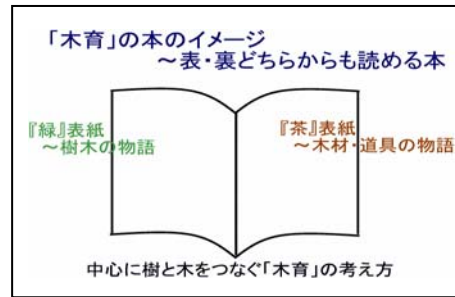 「木育」の本のイメージ
～表・裏どちらからも読める本
『緑』表紙
～樹木の物語
『茶』表紙
～木材・道具の物語
中心に樹と木をつなぐ「木育」の考え方